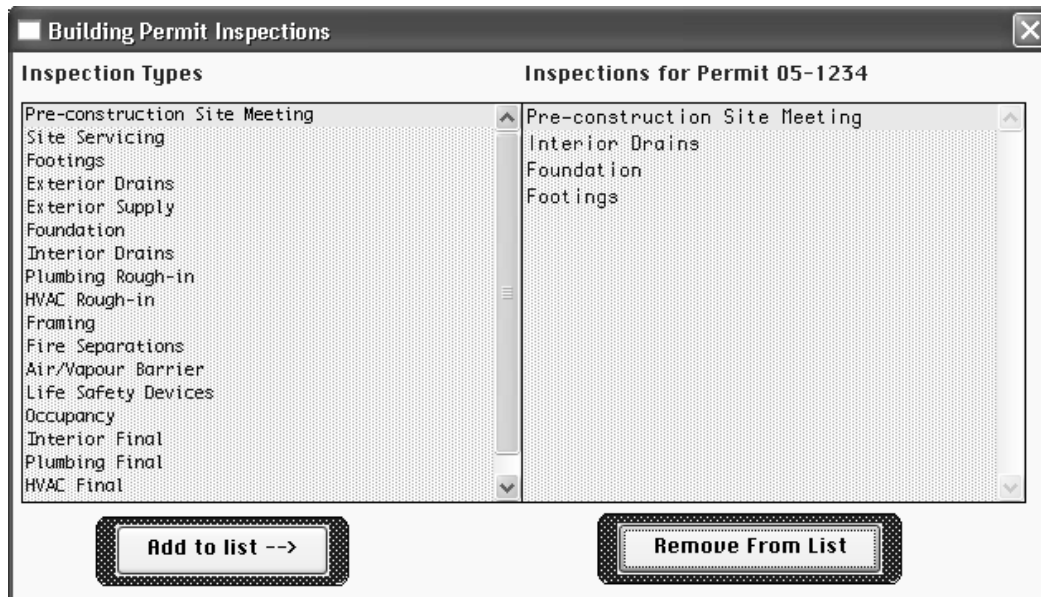 Building Permit Inspections
Inspection Types
Inspections for Permit 05-1234
Pre-construction Site Meeting
Site Servicing
Footings
Exterior Drains
Exterior Supply
Foundation
Interior Drains
Plumbing Rough-in
HVAC Rough-in
Framing
Fire Separations
Air/Vapour Barrier
Life Safety Devices
Occupancy
Interior Final
Plumbing Final
HVAC Final
Pre-construction Site Meeting
Interior Drains
Foundation
Footings
Add to list -->
Remove From List